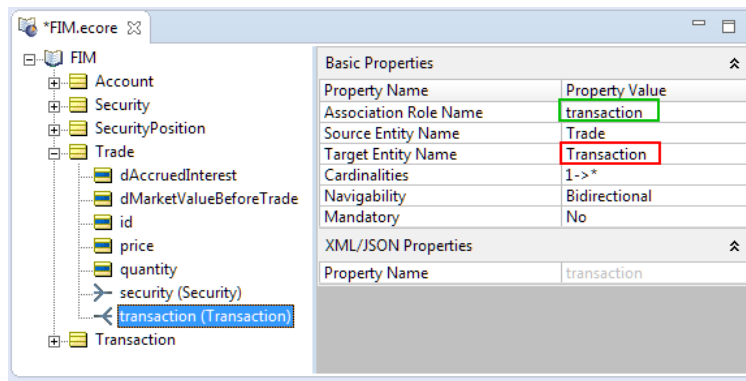 *FIM.ecore
FIM
Account
Security
SecurityPosition
Trade
dAccruedInterest
dMarketValueBeforeTrade
id
price
quantity
security (Security)
transaction (Transaction)
Transaction
Basic Properties
Property Name Property Value
Association Role Name transaction
Source Entity Name Trade
Target Entity Name Transaction
Cardinalities 1->*
Navigability Bidirectional
Mandatory No
XML/JSON Properties
Property Name transaction